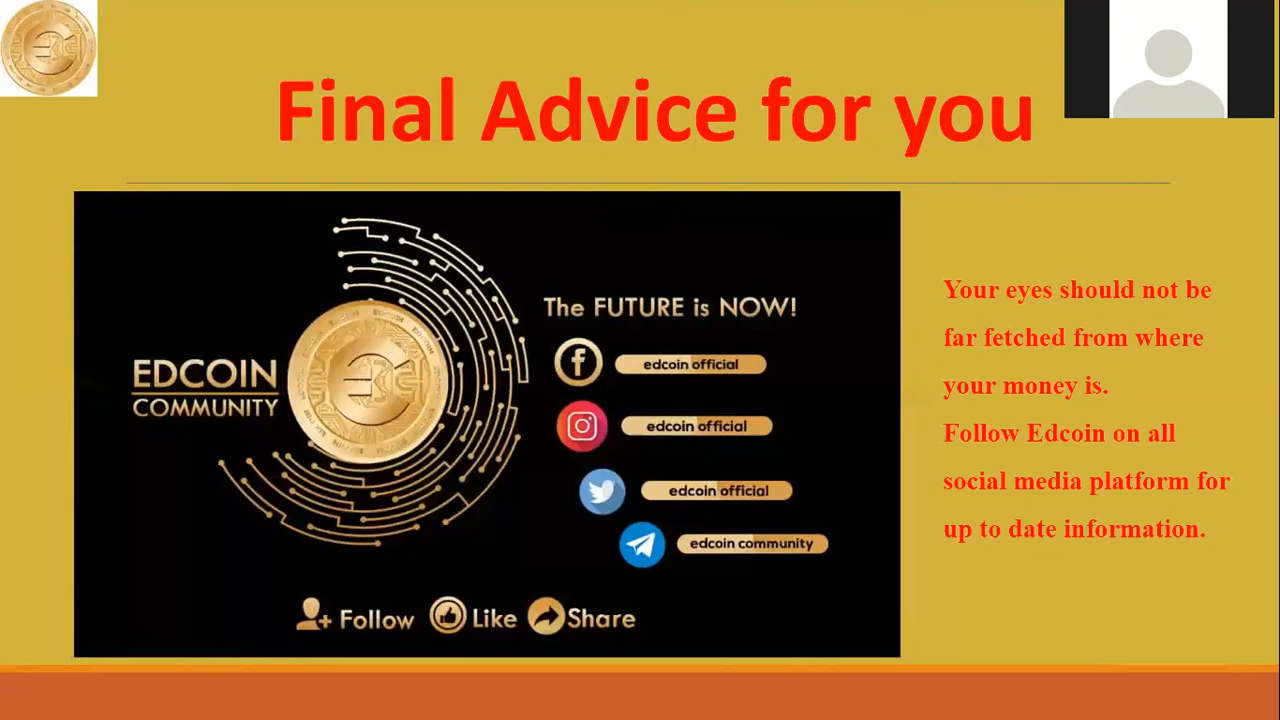 Final Advice for you
EDCOIN
COMMUNITY
The FUTURE is NOW!
edcoin official
edcoin official
edcoin official
edcoin community
Follow Like Share
Your eyes should not be
far fetched from where
your money is.
Follow Edcoin on all
social media platform for
up to date information.